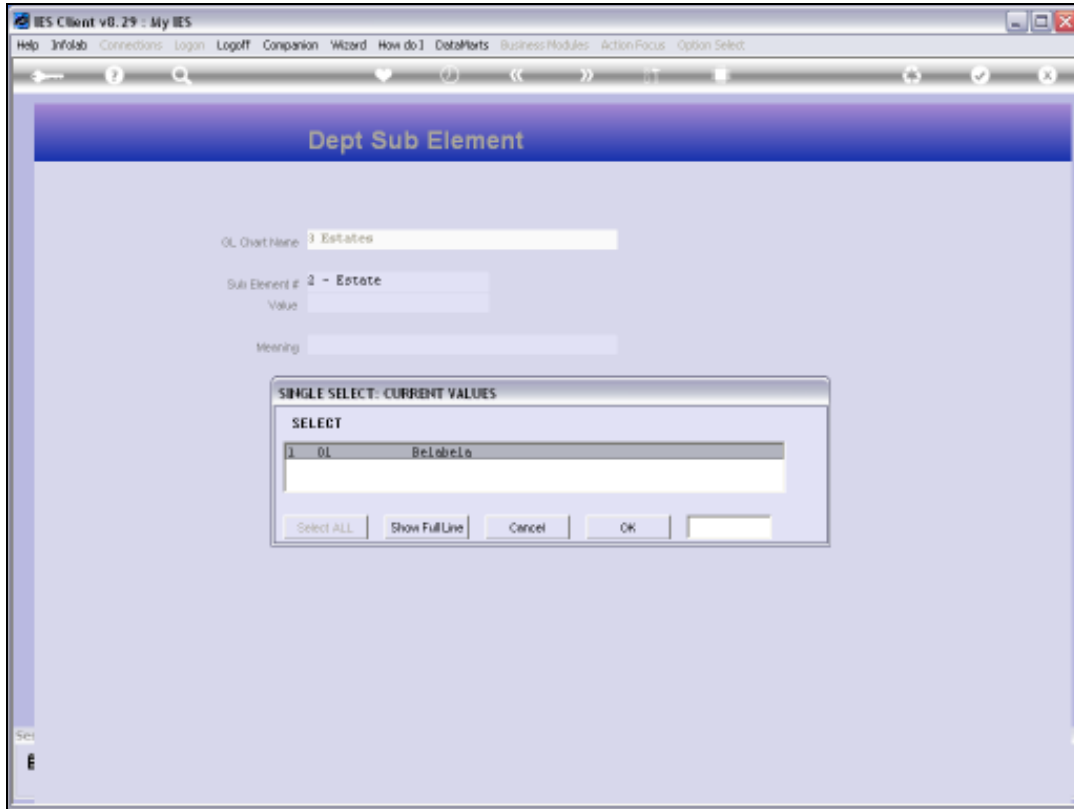 IES Client v8.29 : My IES
Help Infolab Connections Logon Logoff Companion Wizard How do I DataMarts Business Modules Action Focus Option Select
Dept Sub Element
GL Chart Name 3 Estates
Sub Element # 2 - Estate
Value
Meaning
SINGLE SELECT: CURRENT VALUES
SELECT
1 01 Belabela
Select ALL Show Full Line Cancel OK
Ses